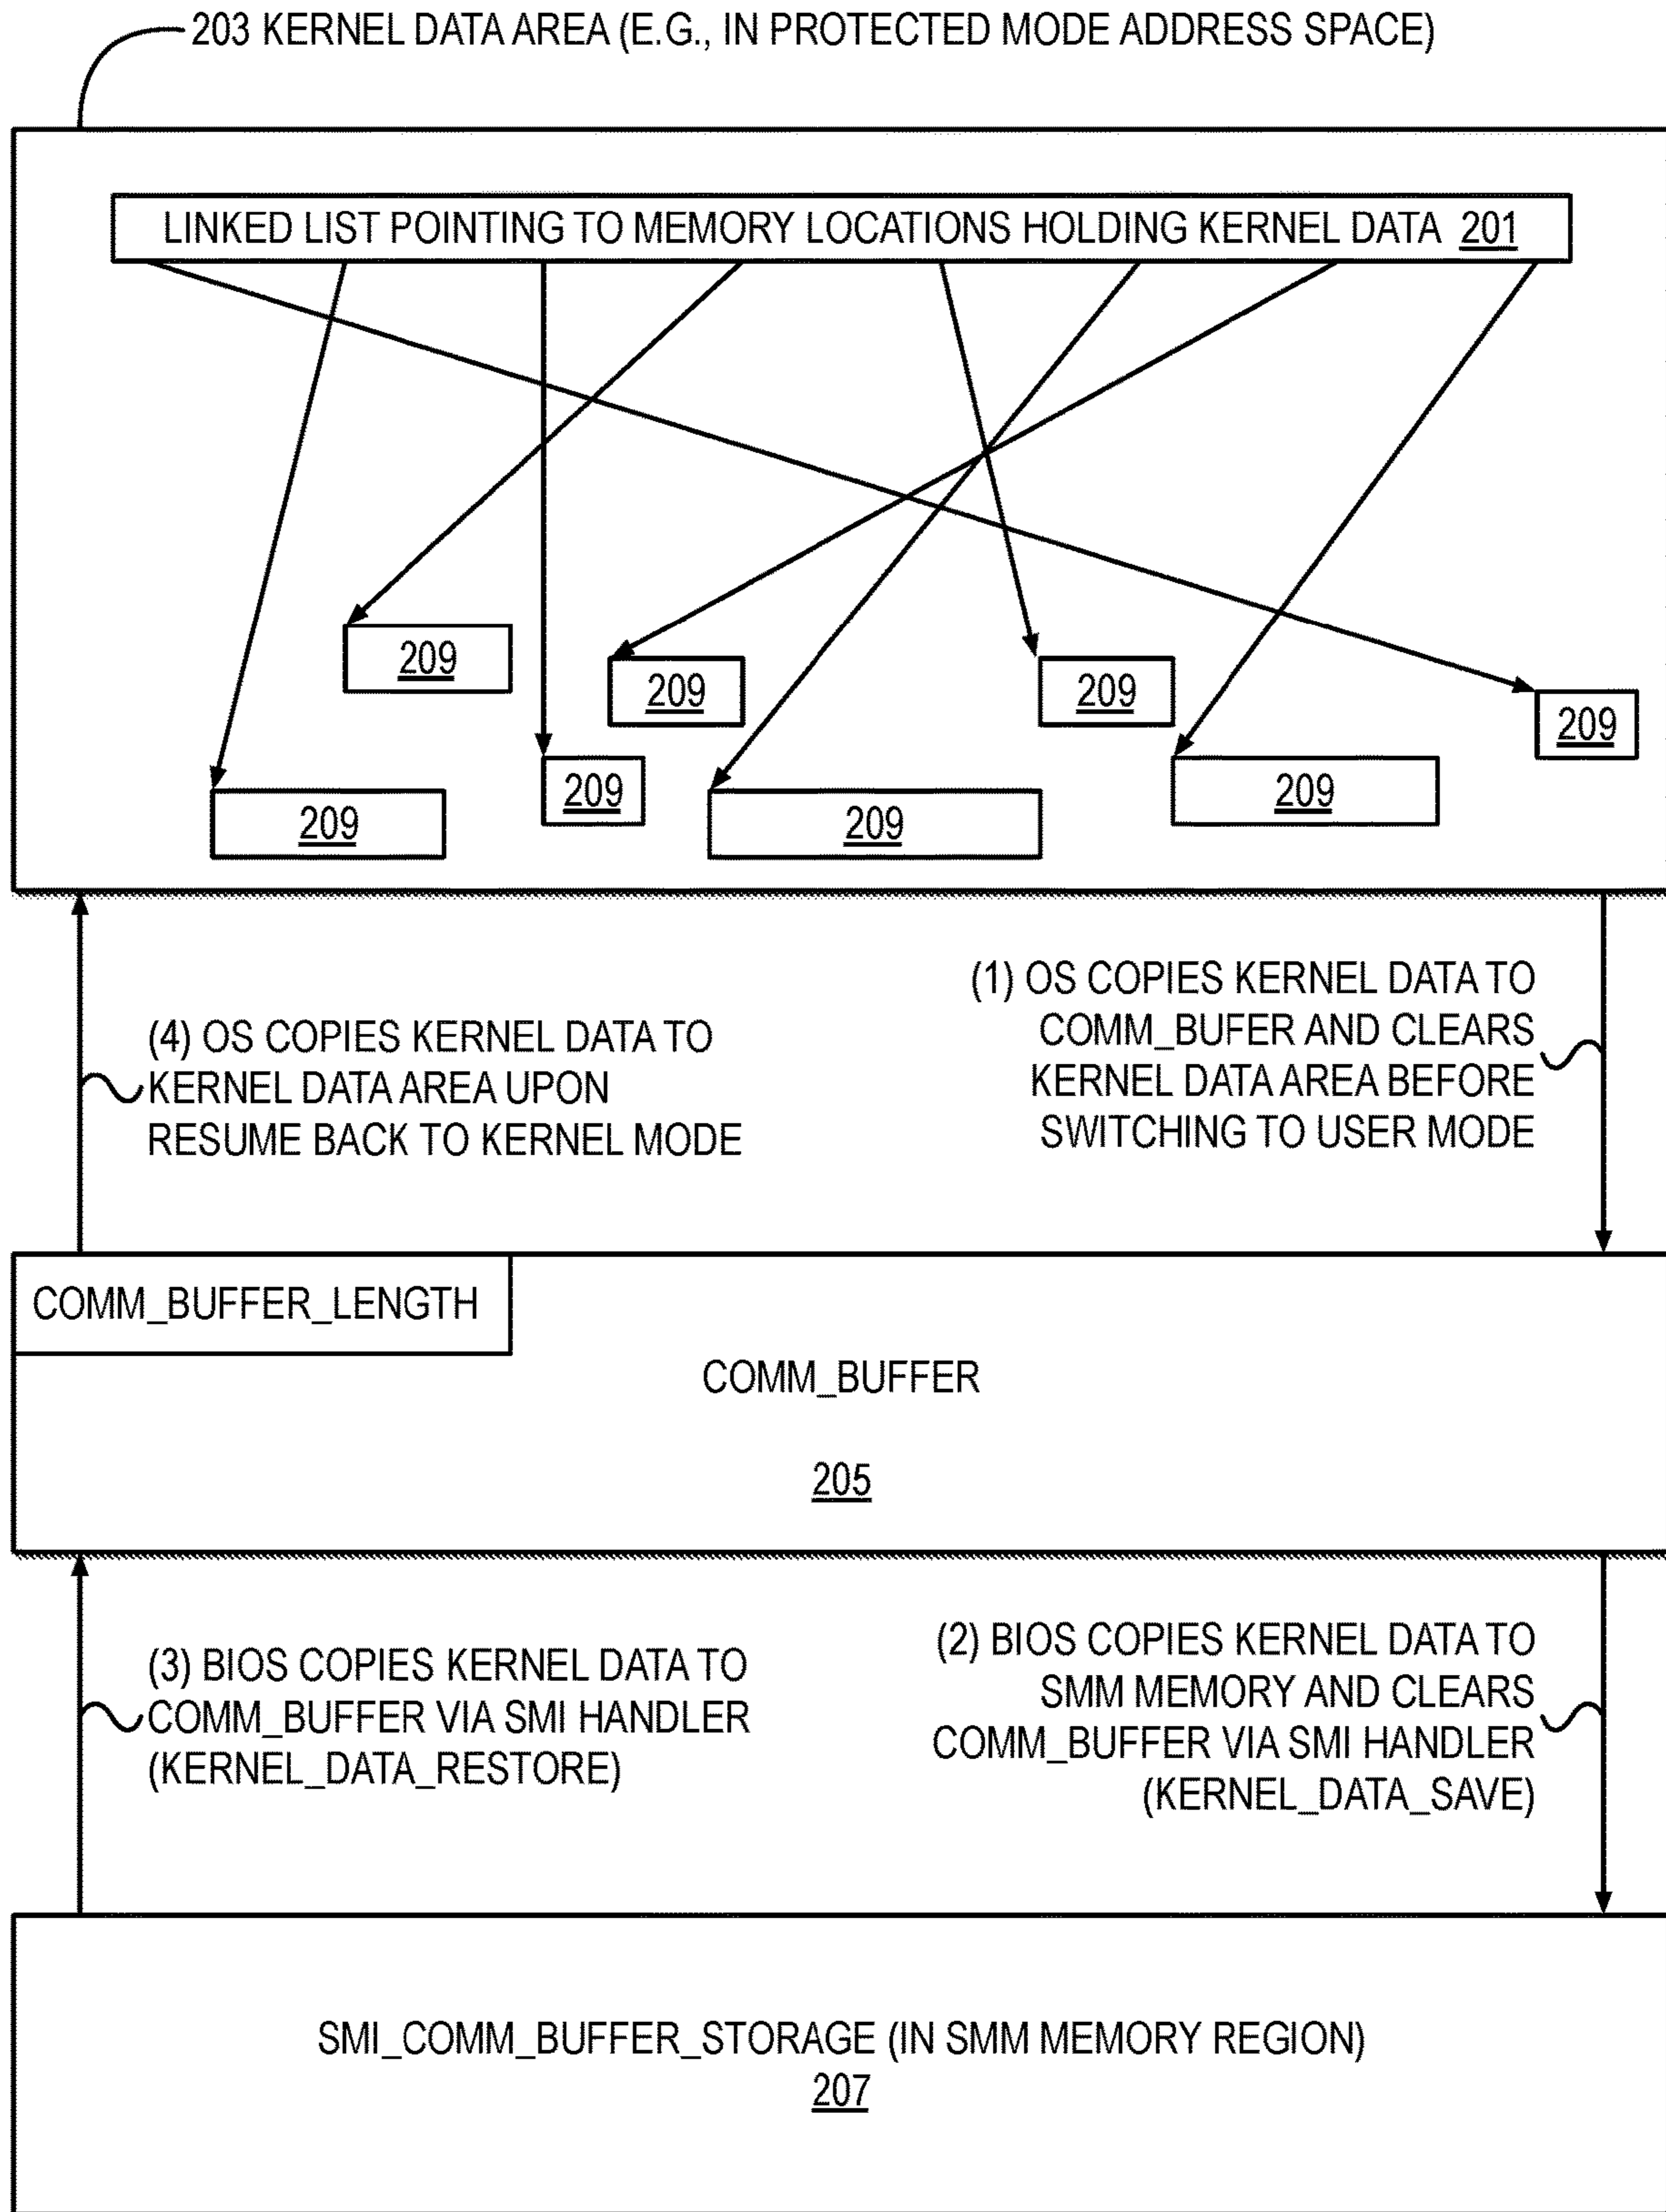 203 KERNEL DATA AREA (E.G., IN PROTECTED MODE ADDRESS SPACE)
LINKED LIST POINTING TO MEMORY LOCATIONS HOLDING KERNEL DATA 201
209
209
209
209
209
209
209
209
(1) OS COPIES KERNEL DATA TO
COMM_BUFER AND CLEARS
KERNEL DATA AREA BEFORE
SWITCHING TO USER MODE
(4) OS COPIES KERNEL DATA TO
KERNEL DATA AREA UPON
RESUME BACK TO KERNEL MODE
COMM_BUFFER_LENGTH
COMM_BUFFER
205
(2) BIOS COPIES KERNEL DATA TO
SMM MEMORY AND CLEARS
COMM_BUFFER VIA SMI HANDLER
(KERNEL_DATA_SAVE)
(3) BIOS COPIES KERNEL DATA TO
COMM_BUFFER VIA SMI HANDLER
(KERNEL_DATA_RESTORE)
SMI_COMM_BUFFER_STORAGE (IN SMM MEMORY REGION)
207